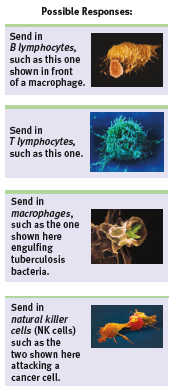 Possible Responses:
Send in
B lymphocytes,
such as this one
shown in front
of a macrophage.
Send in
T lymphocytes,
such as this one.
Send in
macrophages,
such as the one
shown here
engulfing
tuberculosis
bacteria.
Send in
natural killer
cells (NK cells)
such as the
two shown here
attacking a
cancer cell.